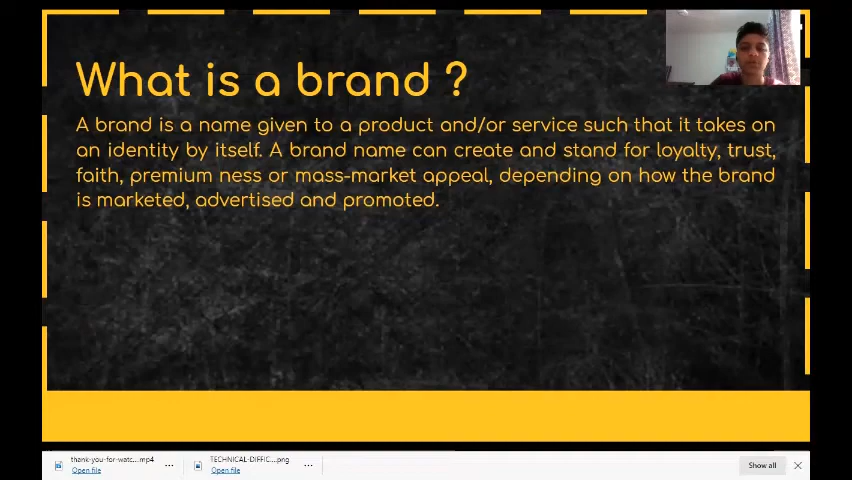 What is a brand ?
A brand is a name given to a product and/or service such that it takes on
an identity by itself. A brand name can create and stand for loyalty, trust,
faith, premium ness or mass-market appeal, depending on how the brand
is marketed, advertised and promoted.
thank-you-for-watc....mp4
Open file
TECHNICAL-DIFFIC....png
Open file
Show all